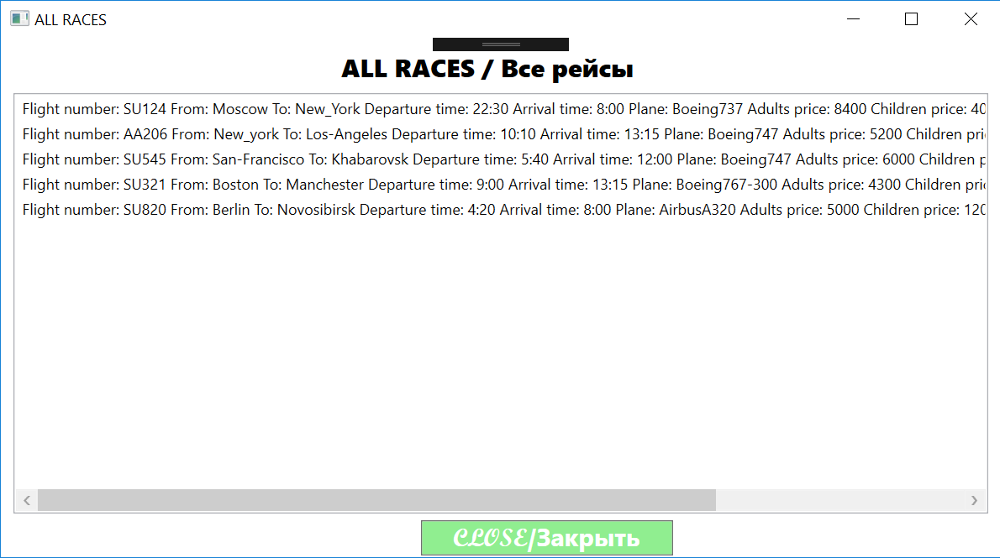 ALL RACES
ALL RACES / Все рейсы
Flight number: SU124 From: Moscow To: New_York Departure time: 22:30 Arrival time: 8:00 Plane: Boeing737 Adults price: 8400 Children price: 40
Flight number: AA206 From: New_york To: Los-Angeles Departure time: 10:10 Arrival time: 13:15 Plane: Boeing747 Adults price: 5200 Children pri
Flight number: SU545 From: San-Francisco To: Khabarovsk Departure time: 5:40 Arrival time: 12:00 Plane: Boeing747 Adults price: 6000 Children p
Flight number: SU321 From: Boston To: Manchester Departure time: 9:00 Arrival time: 13:15 Plane: Boeing767-300 Adults price: 4300 Children pric
Flight number: SU820 From: Berlin To: Novosibirsk Departure time: 4:20 Arrival time: 8:00 Plane: AirbusA320 Adults price: 5000 Children price: 120
CLOSE/Закрыть